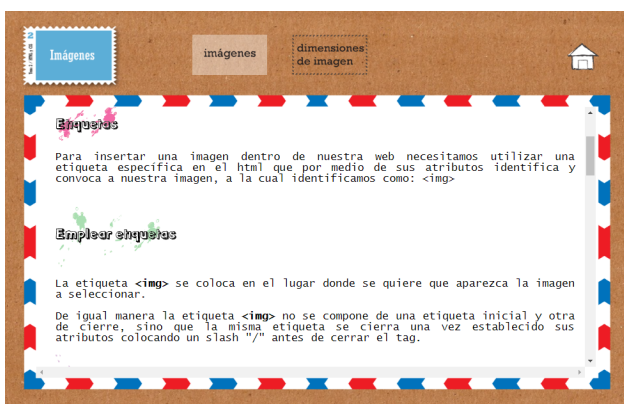 Imágenes
imágenes
dimensiones
de imagen
Etiquetas
Para insertar una imagen dentro de nuestra web necesitamos utilizar una
etiqueta especifica en el html que por medio de sus atributos identifica y
convoca a nuestra imagen, a la cual identificamos como: <img>
Emplear etiquetas
La etiqueta <img> se coloca en el lugar donde se quiere que aparezca la imagen
a seleccionar.
De igual manera la etiqueta <img> no se compone de una etiqueta inicial y otra
de cierre, sino que la misma etiqueta se cierra una vez establecido sus
atributos colocando un slash "/" antes de cerrar el tag.